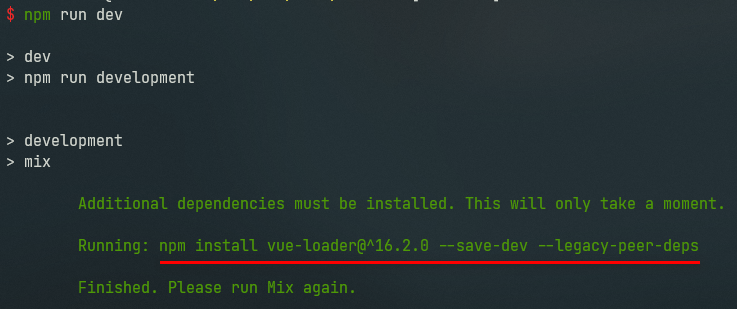 $ npm run dev
> dev
> npm run development
> development
> mix
Additional dependencies must be installed. This will only take a moment.
Running: npm install vue-loader@^16.2.0 --save-dev --legacy-peer-deps
Finished. Please run Mix again.